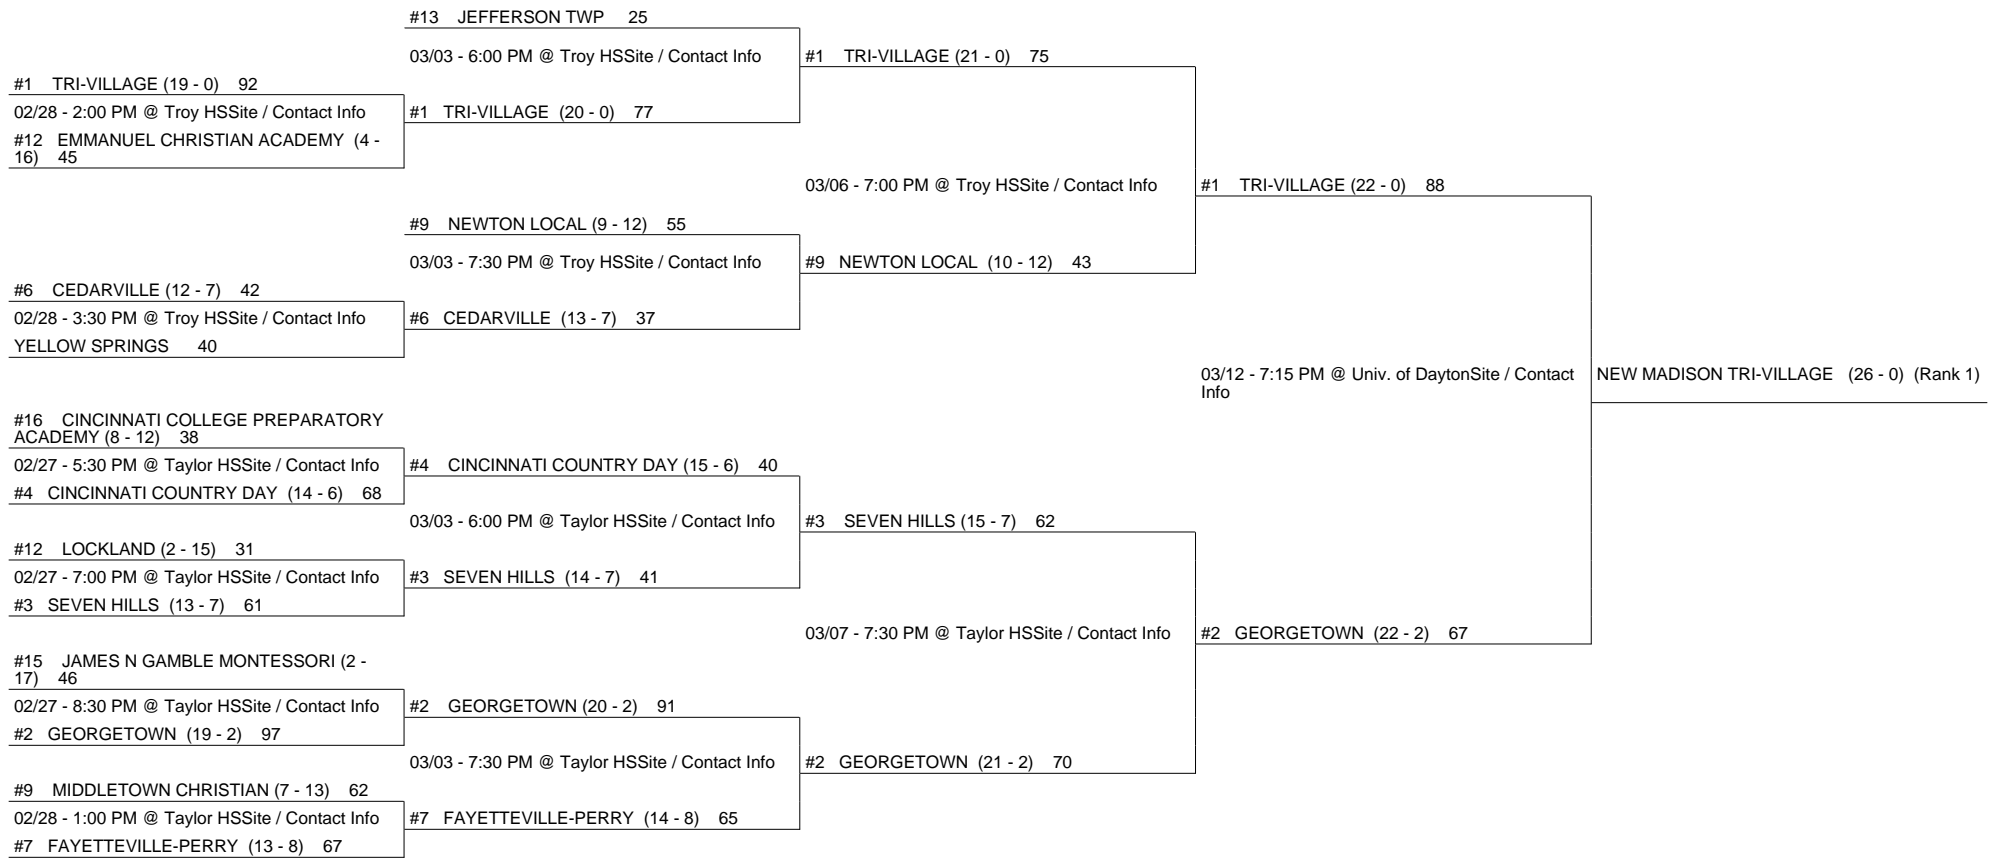 #13 JEFFERSON TWP 25
03/03 - 6:00 PM @ Troy HSSite / Contact Info
#1 TRI-VILLAGE (21 - 0) 75
#1 TRI-VILLAGE (19 - 0) 92
02/28 - 2:00 PM @ Troy HSSite / Contact Info
#1 TRI-VILLAGE (20 - 0) 77
#12 EMMANUEL CHRISTIAN ACADEMY (4 -
16) 45
03/06 - 7:00 PM @ Troy HSSite / Contact Info
#1 TRI-VILLAGE (22 - 0) 88
#9 NEWTON LOCAL (9 - 12) 55
03/03 - 7:30 PM @ Troy HSSite / Contact Info
#9 NEWTON LOCAL (10 - 12) 43
#6 CEDARVILLE (12 - 7) 42
02/28 - 3:30 PM @ Troy HSSite / Contact Info
#6 CEDARVILLE (13 - 7) 37
YELLOW SPRINGS 40
03/12 - 7:15 PM @ Univ. of DaytonSite / Contact
Info
NEW MADISON TRI-VILLAGE (26 - 0) (Rank 1)
#16 CINCINNATI COLLEGE PREPARATORY
ACADEMY (8 - 12) 38
02/27 - 5:30 PM @ Taylor HSSite / Contact Info
#4 CINCINNATI COUNTRY DAY (15 - 6) 40
#4 CINCINNATI COUNTRY DAY (14 - 6) 68
03/03 - 6:00 PM @ Taylor HSSite / Contact Info
#3 SEVEN HILLS (15 - 7) 62
#12 LOCKLAND (2 - 15) 31
02/27 - 7:00 PM @ Taylor HSSite / Contact Info
#3 SEVEN HILLS (14 - 7) 41
#3 SEVEN HILLS (13 - 7) 61
03/07 - 7:30 PM @ Taylor HSSite / Contact Info
#2 GEORGETOWN (22 - 2) 67
#15 JAMES N GAMBLE MONTESSORI (2 -
17) 46
02/27 - 8:30 PM @ Taylor HSSite / Contact Info
#2 GEORGETOWN (20 - 2) 91
#2 GEORGETOWN (19 - 2) 97
03/03 - 7:30 PM @ Taylor HSSite / Contact Info
#2 GEORGETOWN (21 - 2) 70
#9 MIDDLETOWN CHRISTIAN (7 - 13) 62
02/28 - 1:00 PM @ Taylor HSSite / Contact Info
#7 FAYETTEVILLE-PERRY (14 - 8) 65
#7 FAYETTEVILLE-PERRY (13 - 8) 67